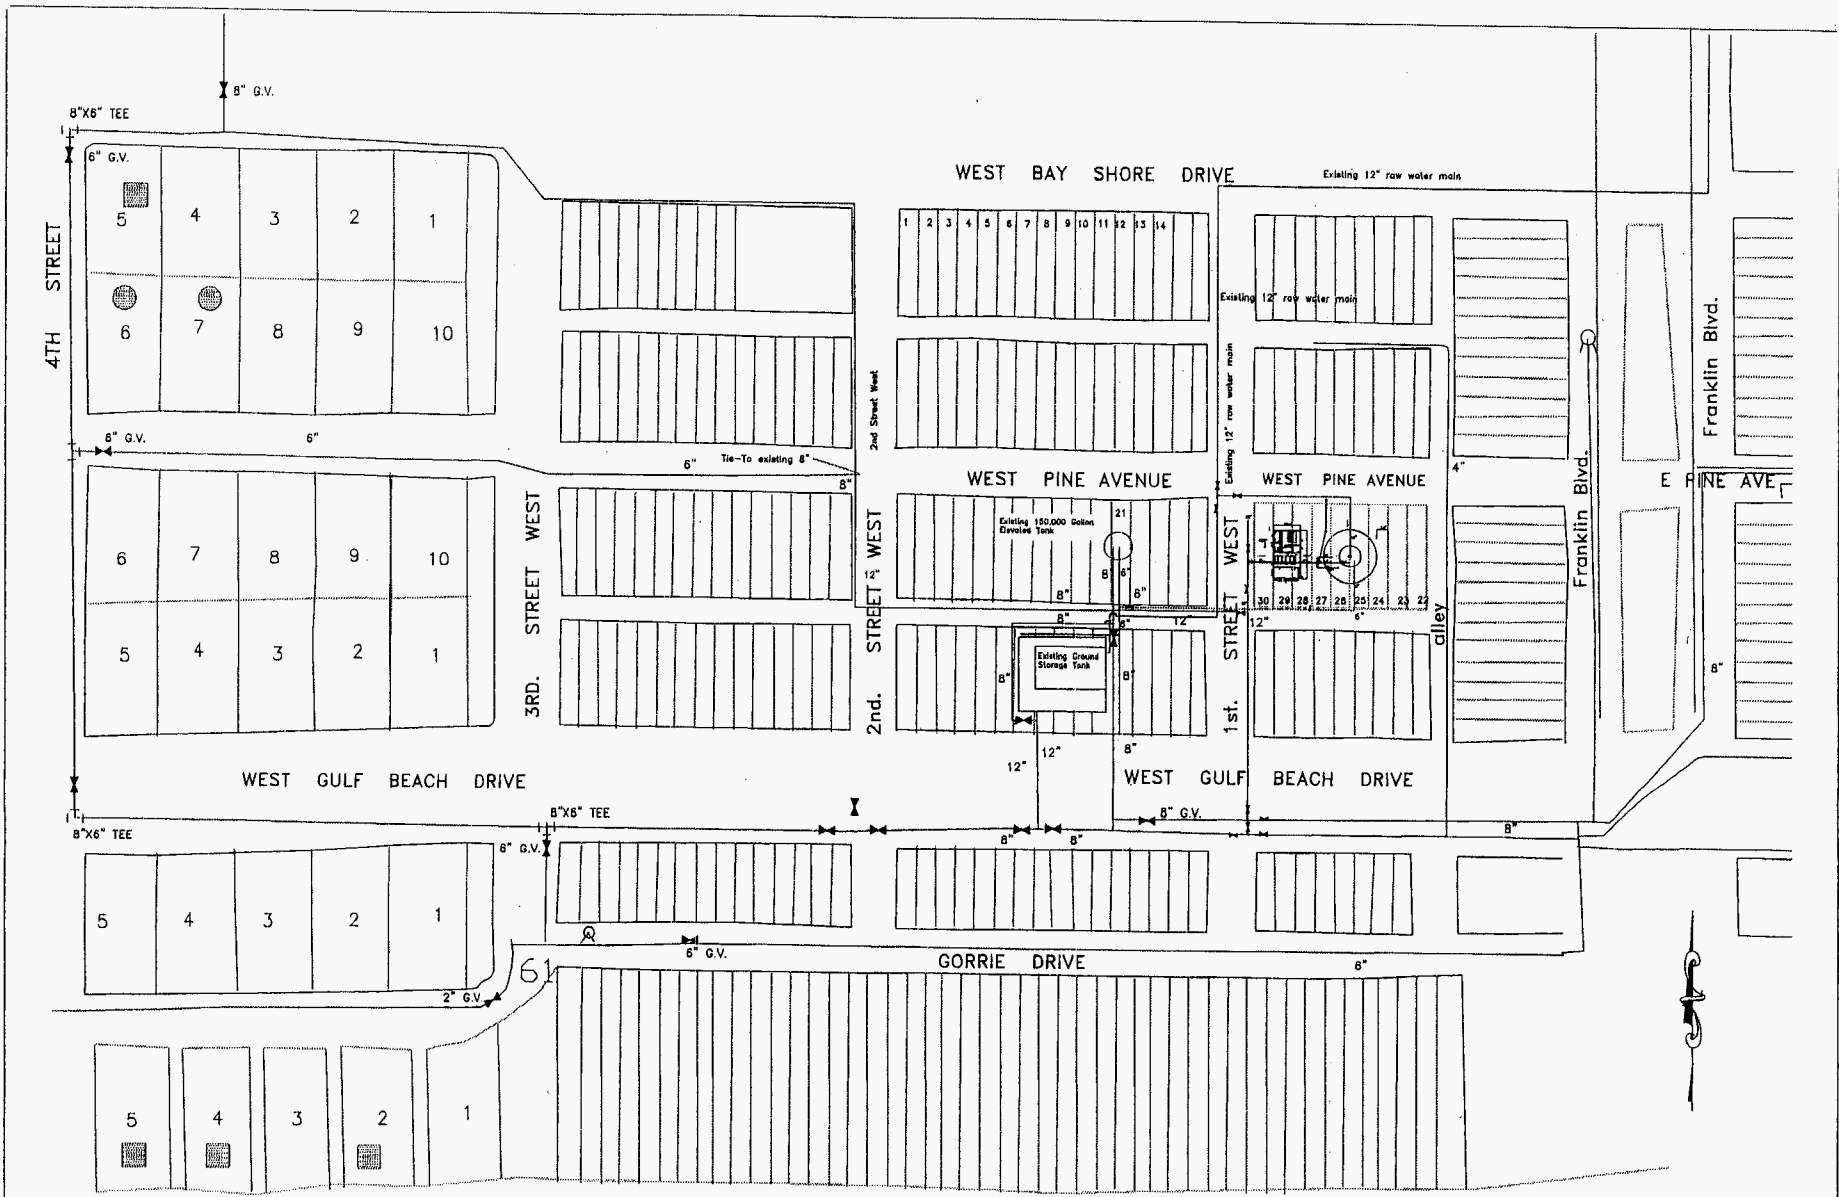 8" G.V.
8"X6" TEE
6" G.V.
WEST BAY SHORE DRIVE
Existing 12" raw water main
5 4 3 2 1
1 2 3 4 5 6 7 8 9 10 11 12 13 14
4TH STREET
Existing 12" raw water main
6 7 8 9 10
Franklin Blvd.
2nd Street West
Existing 12" raw water main
6" G.V.
6"
6"
Tie-To existing 8"
8"
4"
WEST PINE AVENUE
WEST PINE AVENUE
E PINE AVE
Franklin Blvd.
21
Existing 150,000 Gallon
Elevated Tank
3RD. STREET WEST
2nd. STREET WEST
1st. STREET WEST
6 7 8 9 10
12"
8"
6"
8"
8"
30 29 28 27 26 25 24 23 22
8"
6"
12"
12"
6"
alley
5 4 3 2 1
Existing Ground
Storage Tank
8"
8"
8"
12"
8"
12"
WEST GULF BEACH DRIVE
WEST GULF BEACH DRIVE
8"X6" TEE
8"X6" TEE
8" G.V.
8"
8"
8"
6" G.V.
5 4 3 2 1
6" G.V.
GORRIE DRIVE
6"
61
2" G.V.
5 4 3 2 1